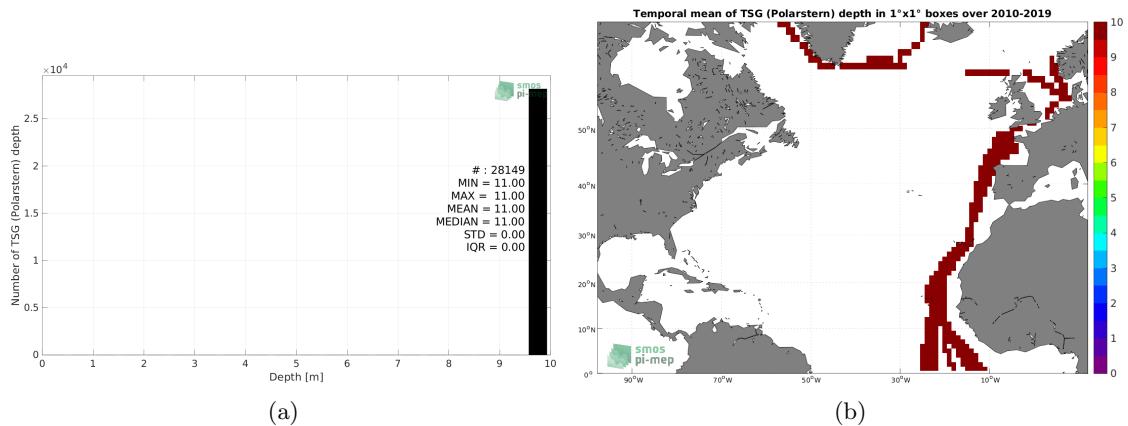 ×10⁴
Number of TSG (Polarstern) depth
2.5
2
1.5
1
0.5
0
0 1 2 3 4 5 6 7 8 9 10
Depth [m]
smos
pi-mep
# : 28149
MIN = 11.00
MAX = 11.00
MEAN = 11.00
MEDIAN = 11.00
STD = 0.00
IQR = 0.00
(a)
Temporal mean of TSG (Polarstern) depth in 1°x1° boxes over 2010-2019
50°N
40°N
30°N
20°N
10°N
0°
90°W 70°W 50°W 30°W 10°W
smos
pi-mep
10
9
8
7
6
5
4
3
2
1
0
(b)